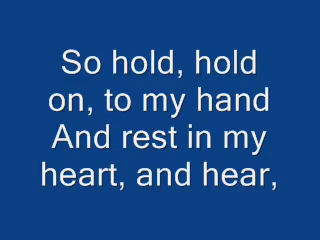 So hold, hold
on, to my hand
And rest in my
heart, and hear,